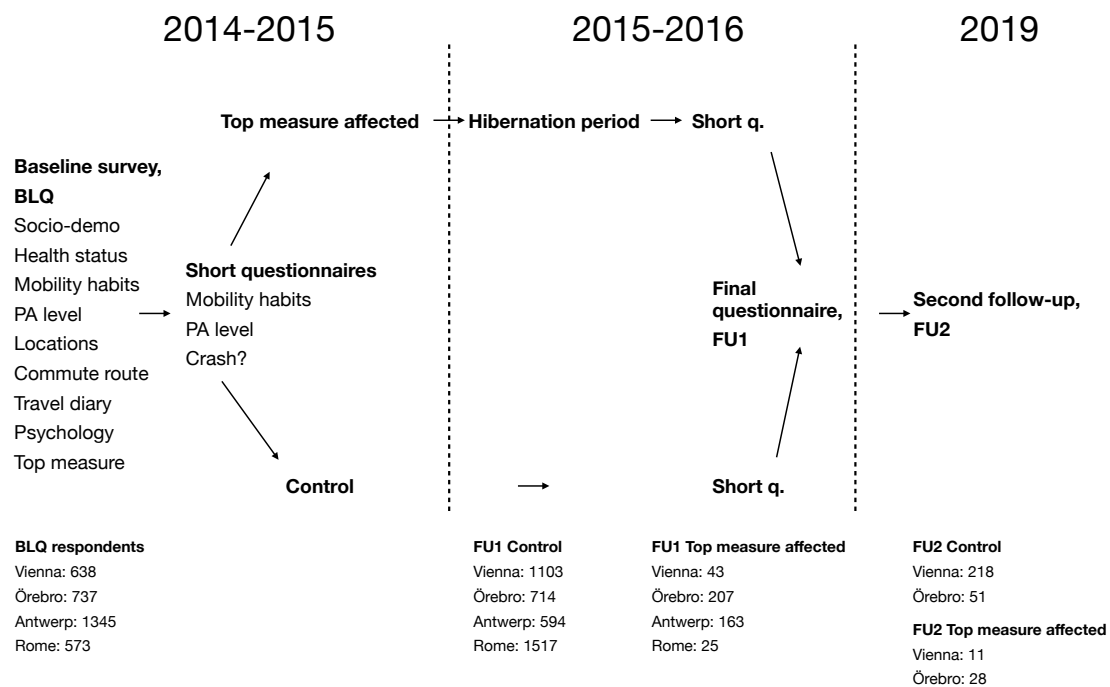 2014-2015
2015-2016
2019
Top measure affected
Hibernation period
Short q.
Baseline survey,
BLQ
Socio-demo
Health status
Mobility habits
PA level
Locations
Commute route
Travel diary
Psychology
Top measure
Short questionnaires
Mobility habits
PA level
Crash?
Control
Short q.
Final
questionnaire,
FU1
Second follow-up,
FU2
BLQ respondents
Vienna: 638
Örebro: 737
Antwerp: 1345
Rome: 573
FU1 Control
Vienna: 1103
Örebro: 714
Antwerp: 594
Rome: 1517
FU1 Top measure affected
Vienna: 43
Örebro: 207
Antwerp: 163
Rome: 25
FU2 Control
Vienna: 218
Örebro: 51
FU2 Top measure affected
Vienna: 11
Örebro: 28